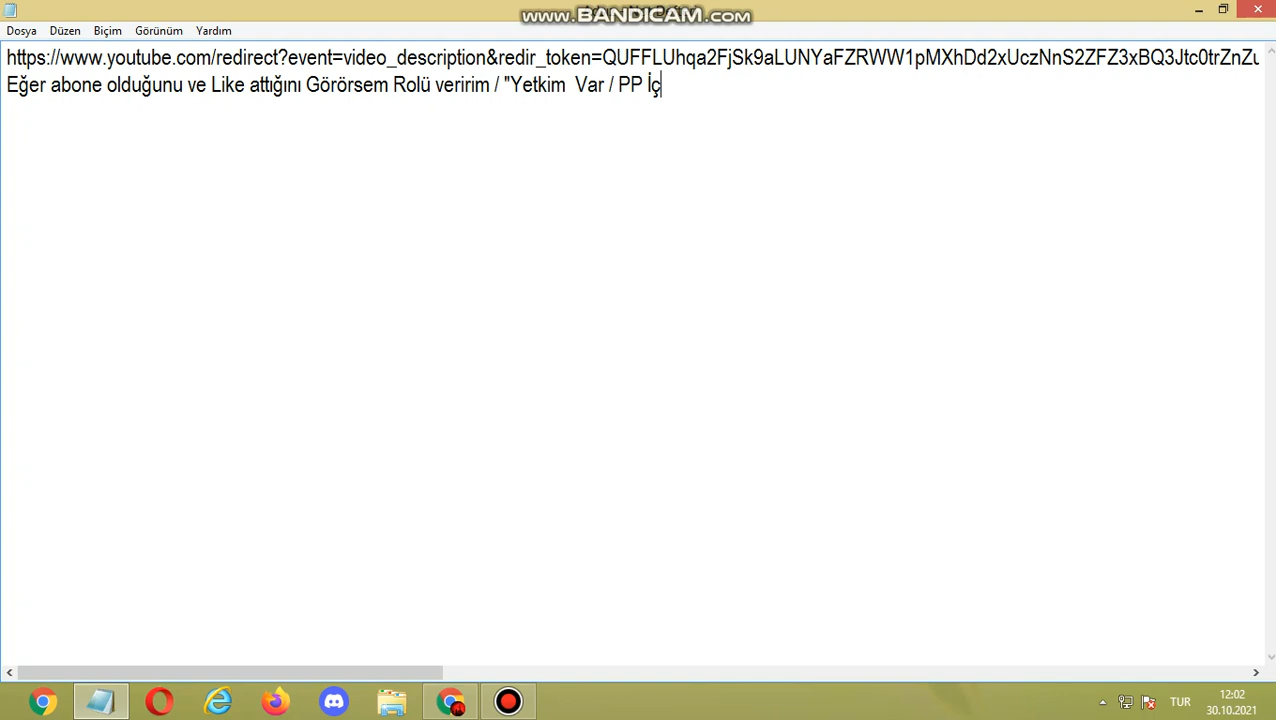 www.BANDICAM.com
Dosya Düzen Biçim Görünüm Yardım
https://www.youtube.com/redirect?event=video_description&redir_token=QUFFLUhqa2FjSk9aLUNYaFZRWW1pMXhDd2xUczNnS2ZFZ3xBQ3Jtc0trZnZu
Eğer abone olduğunu ve Like attığını Görörsem Rolü veririm / "Yetkim  Var / PP İç
TUR
12:02
30.10.2021